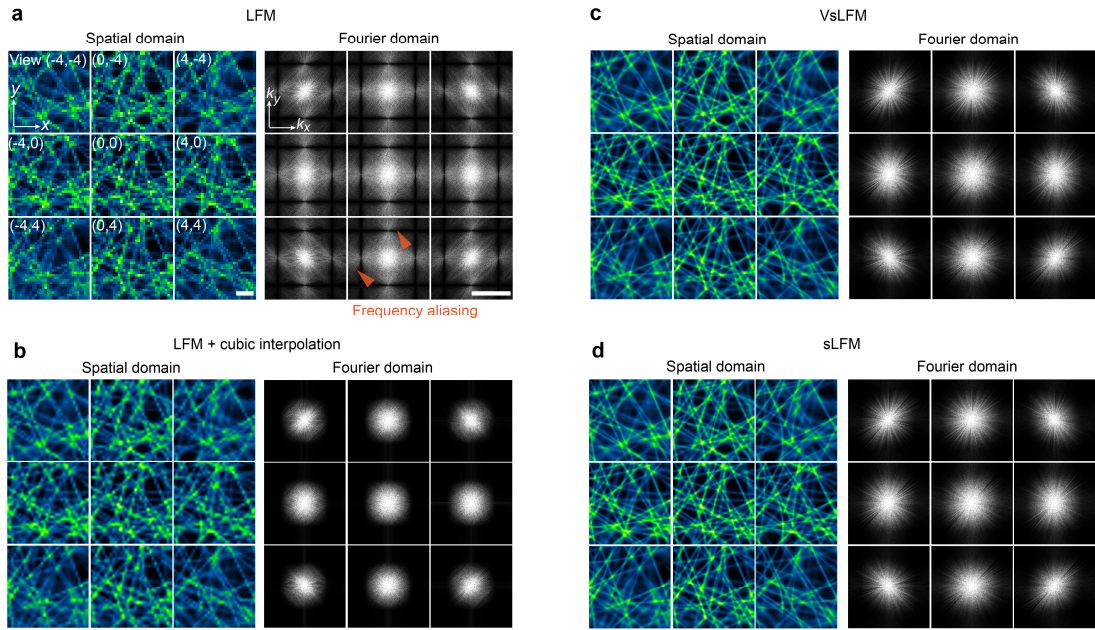 a
LFM
Spatial domain
Fourier domain
View (-4,-4)
(0,-4)
(4,-4)
y
x
ky
kx
(-4,0)
(0,0)
(4,0)
(-4,4)
(0,4)
(4,4)
Frequency aliasing
b
LFM + cubic interpolation
Spatial domain
Fourier domain
c
VsLFM
Spatial domain
Fourier domain
d
sLFM
Spatial domain
Fourier domain